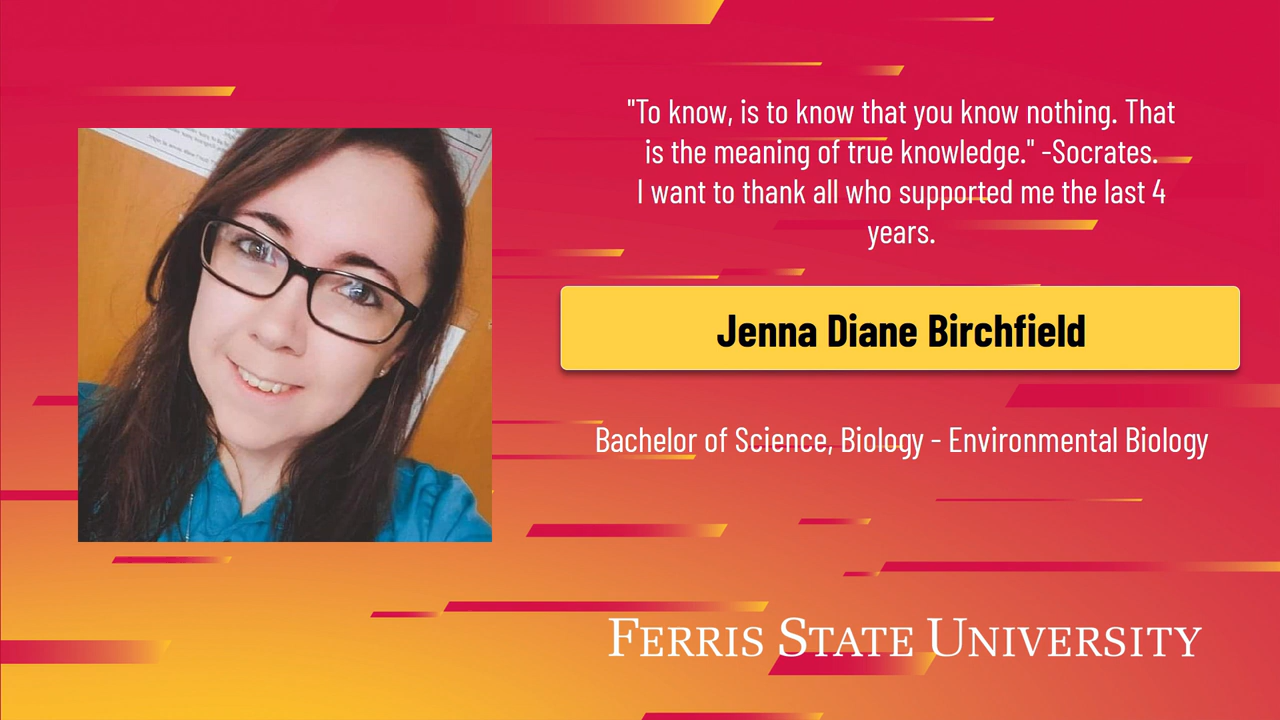 "To know, is to know that you know nothing. That
is the meaning of true knowledge." -Socrates.
I want to thank all who supported me the last 4
years.
Jenna Diane Birchfield
Bachelor of Science, Biology - Environmental Biology
FERRIS STATE UNIVERSITY